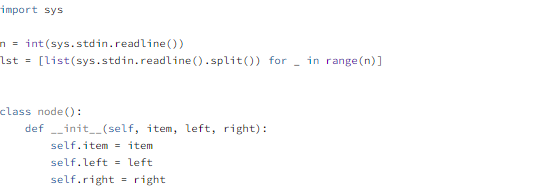 import sys

n = int(sys.stdin.readline())
lst = [list(sys.stdin.readline().split()) for _ in range(n)]


class node():
    def __init__(self, item, left, right):
        self.item = item
        self.left = left
        self.right = right